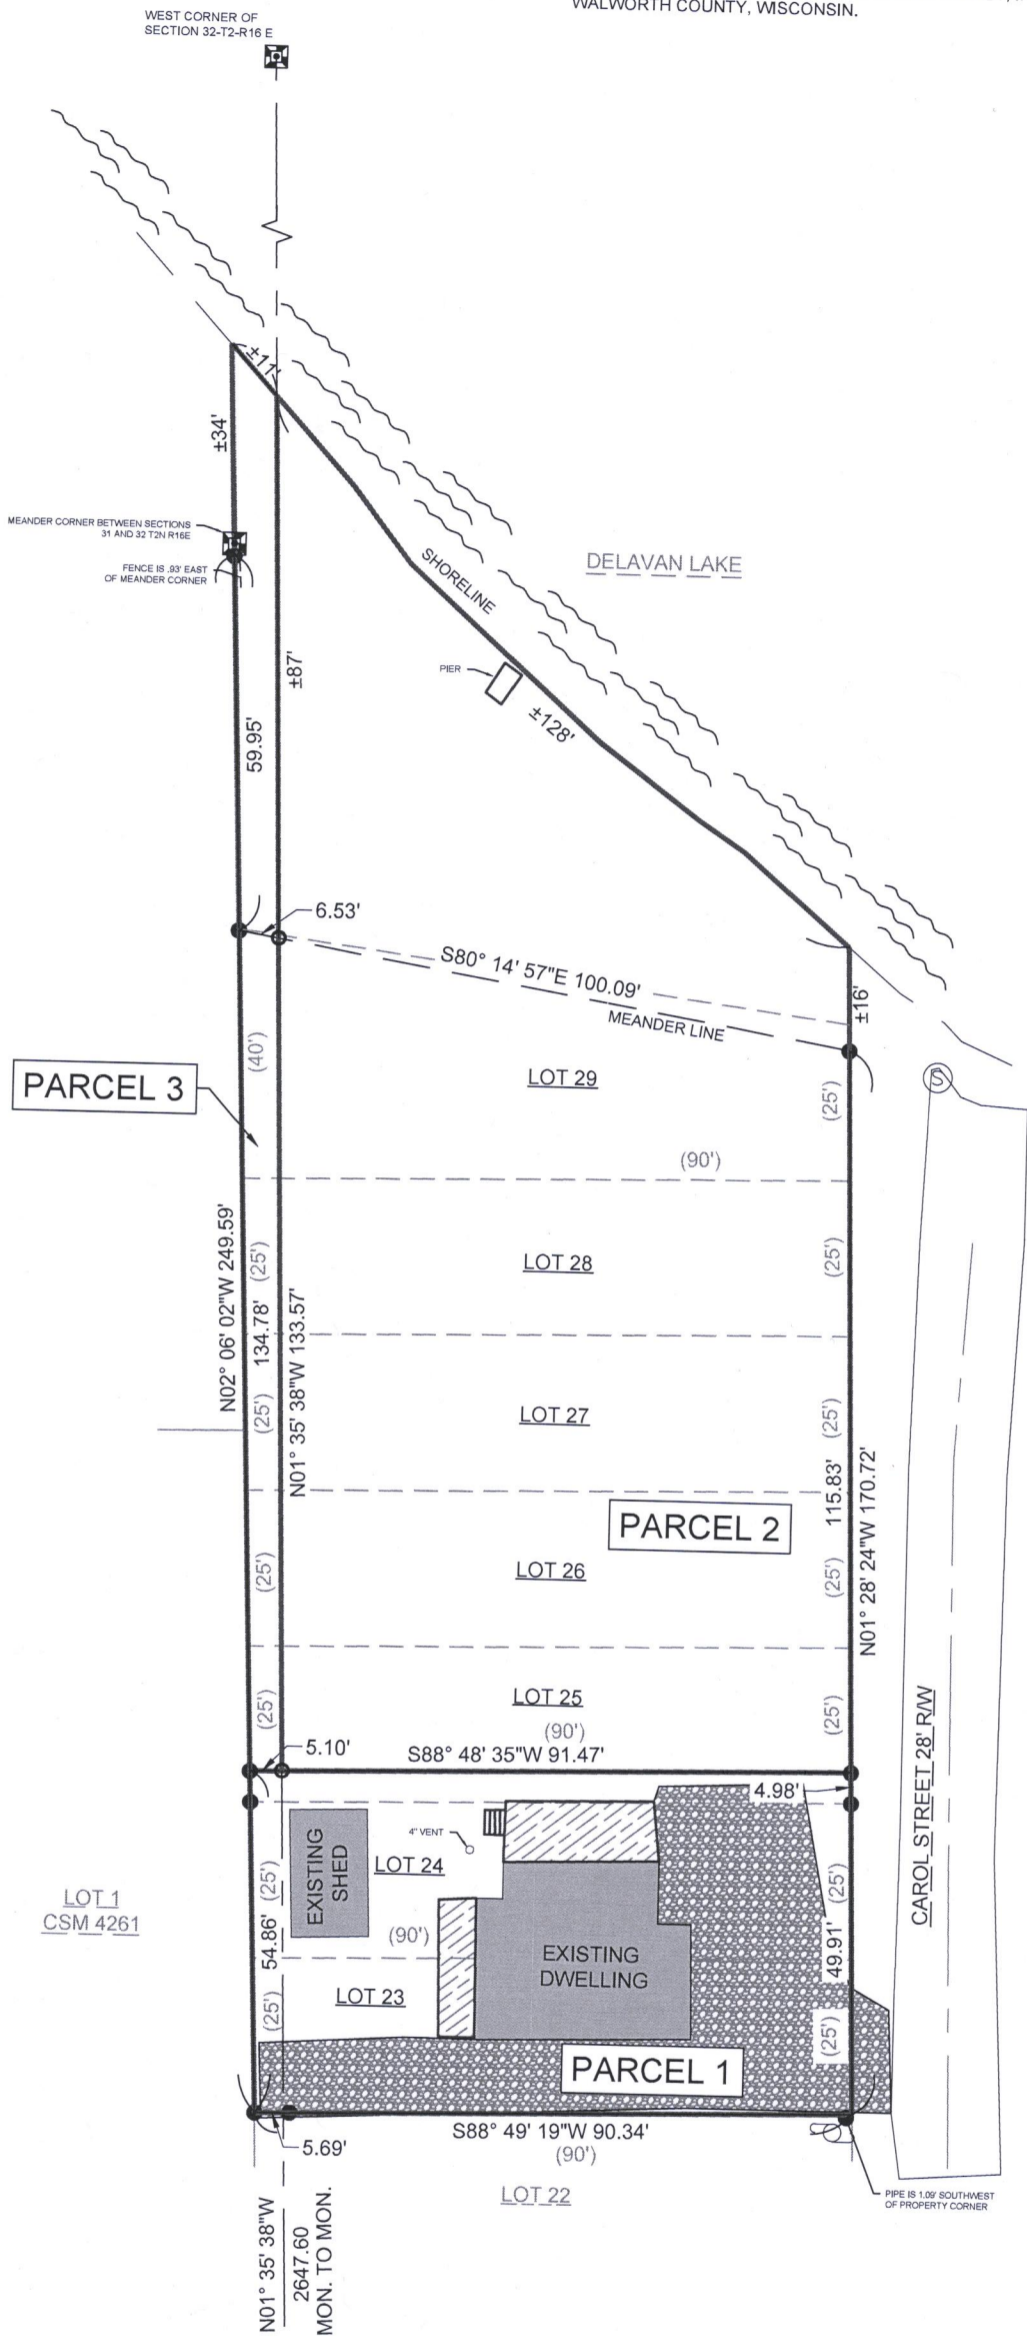 WALWORTH COUNTY, WISCONSIN.
WEST CORNER OF
SECTION 32-T2-R16 E
±11'
±34'
MEANDER CORNER BETWEEN SECTIONS
31 AND 32 T2N R16E
FENCE IS .93' EAST
OF MEANDER CORNER
DELAVAN LAKE
SHORELINE
PIER
±128'
±87'
59.95'
6.53'
S80° 14' 57"E 100.09'
MEANDER LINE
±16'
(40')
PARCEL 3
LOT 29
(25')
S
(90')
N02° 06' 02"W 249.59'
(25')
134.78'
N01° 35' 38"W 133.57'
LOT 28
(25')
(25')
LOT 27
(25')
115.83'
N01° 28' 24"W 170.72'
PARCEL 2
(25')
LOT 26
(25')
(25')
LOT 25
(25')
(90')
5.10'
S88° 48' 35"W 91.47'
CAROL STREET 28' R/W
4.98'
EXISTING
SHED
4" VENT
LOT 24
(25')
(25')
LOT 1
CSM 4261
54.86'
(90')
EXISTING
DWELLING
49.91'
LOT 23
(25')
(25')
PARCEL 1
5.69'
S88° 49' 19"W 90.34'
(90')
LOT 22
PIPE IS 1.09' SOUTHWEST
OF PROPERTY CORNER
N01° 35' 38"W
2647.60
MON. TO MON.